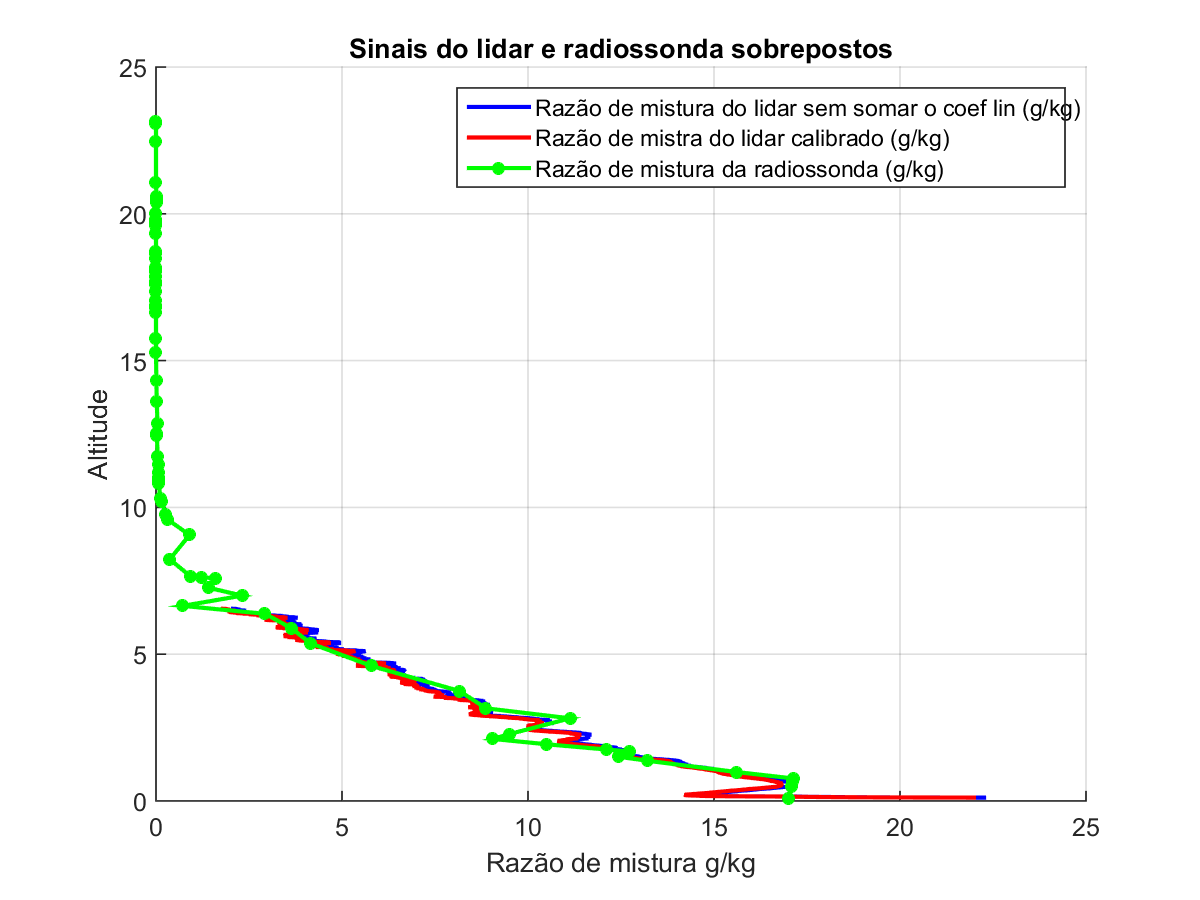 Sinais do lidar e radiossonda sobrepostos
25
Razão de mistura do lidar sem somar o coef lin (g/kg)
Razão de mistra do lidar calibrado (g/kg)
Razão de mistura da radiossonda (g/kg)
20
15
Altitude
10
5
0
0 5 10 15 20 25
Razão de mistura g/kg